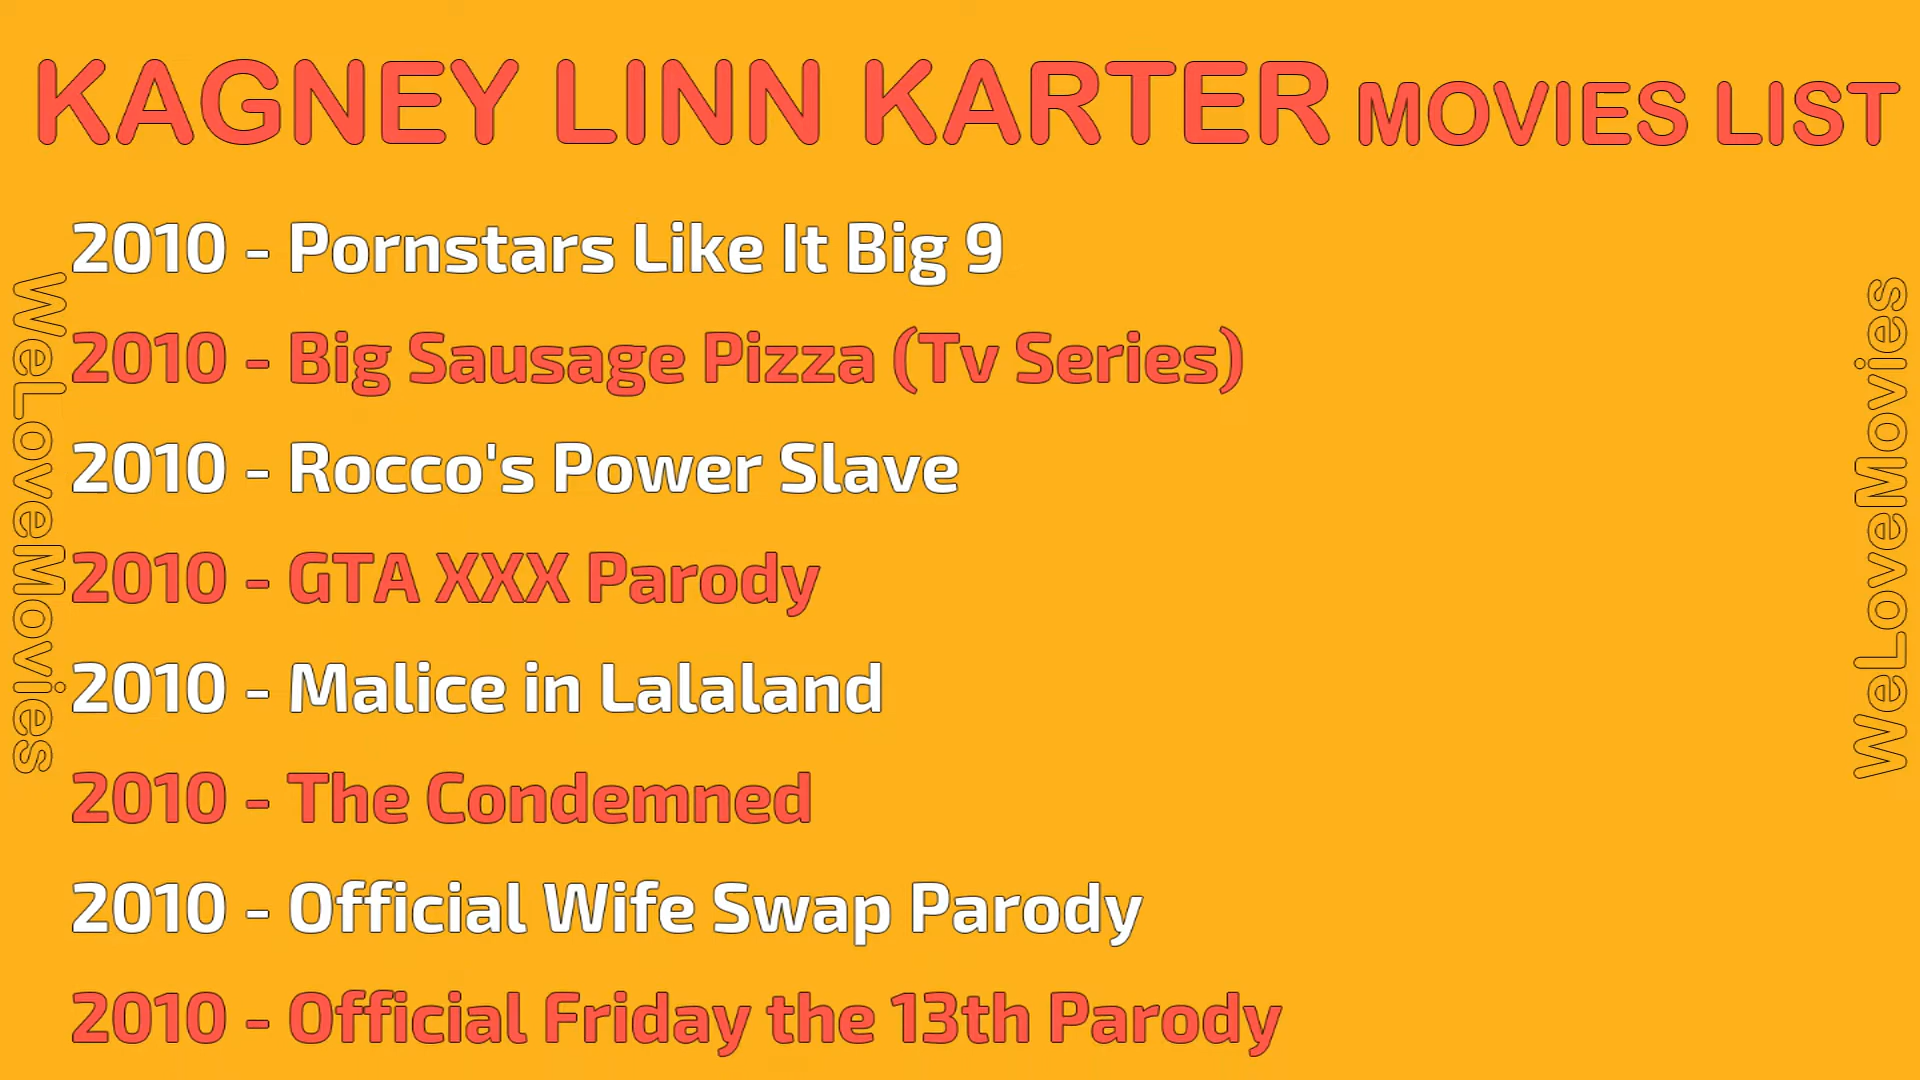 KAGNEY LINN KARTER MOVIES LIST
2010 - Pornstars Like It Big 9
2010 - Big Sausage Pizza (Tv Series)
2010 - Rocco's Power Slave
2010 - GTA XXX Parody
2010 - Malice in Lalaland
2010 - The Condemned
2010 - Official Wife Swap Parody
2010 - Official Friday the 13th Parody
WeLoveMovies
WeLoveMovies